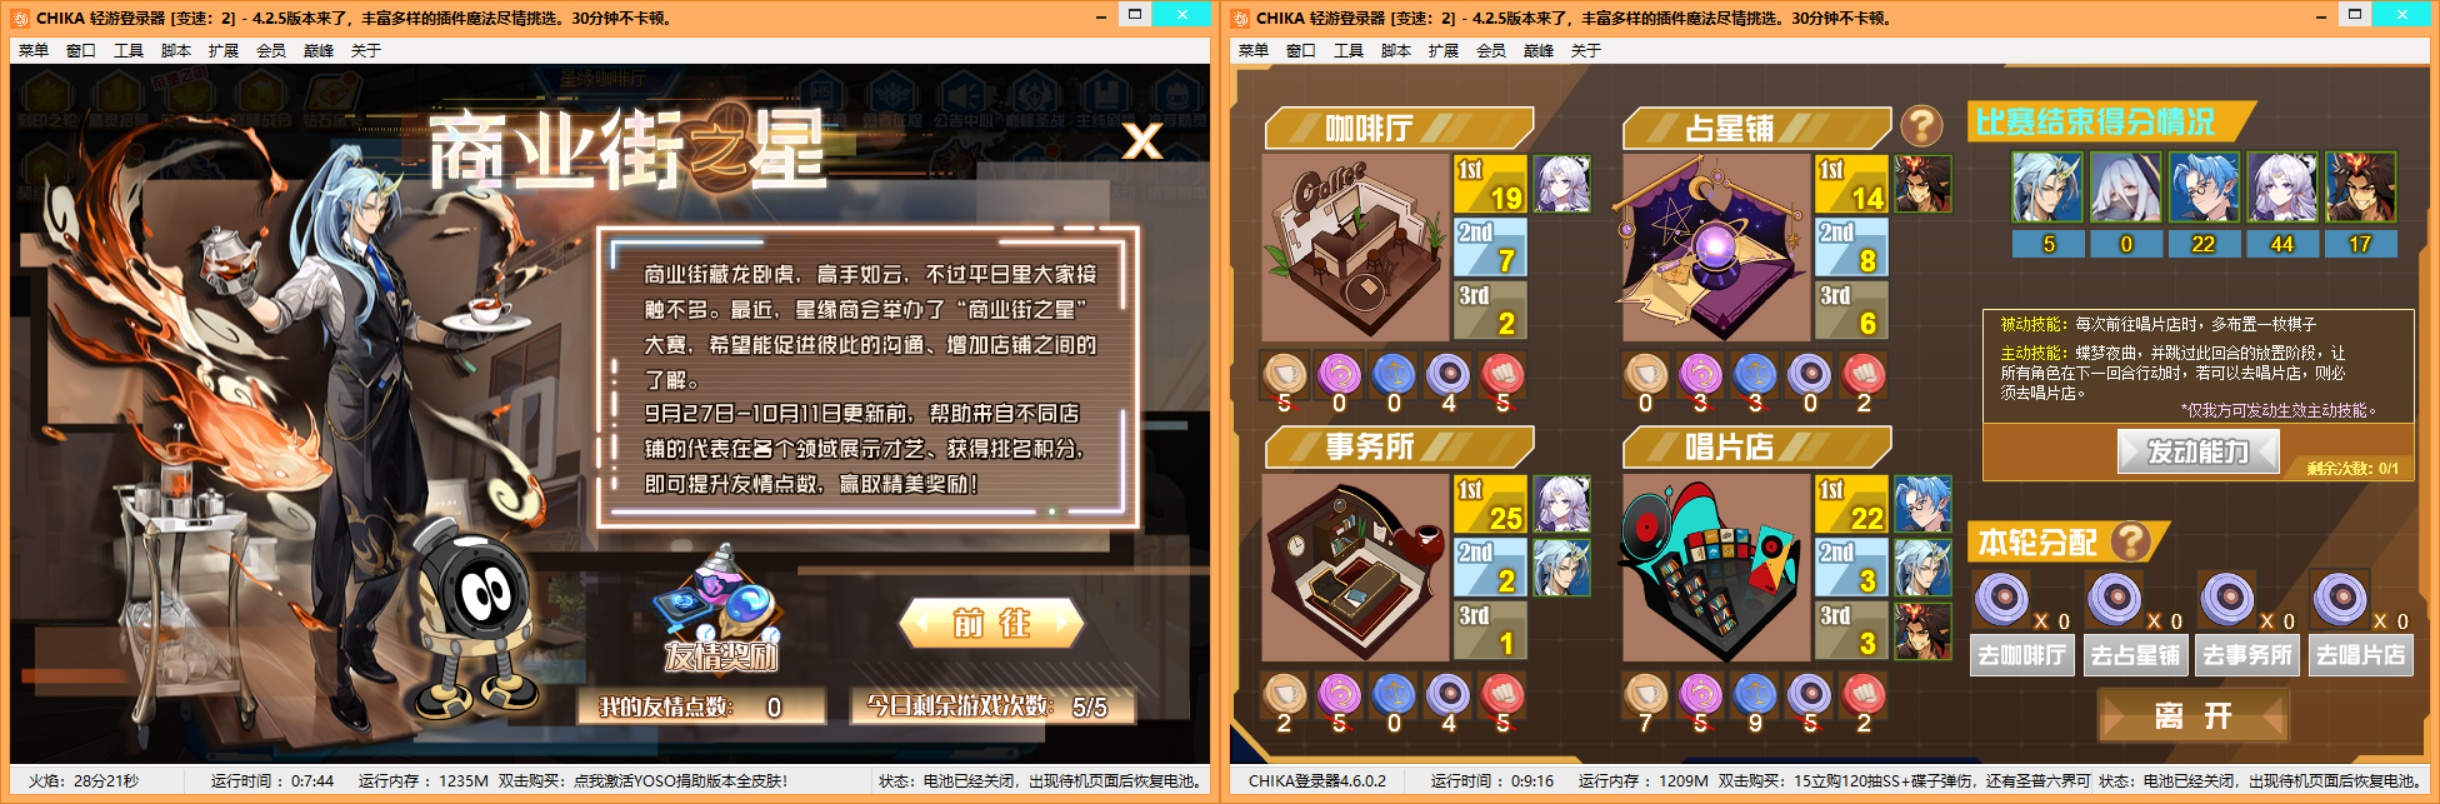 CHIKA 轻游登录器 [变速：2] - 4.2.5版本来了，丰富多样的插件魔法尽情挑选。30分钟不卡顿。
菜单 窗口 工具 脚本 扩展 会员 巅峰 关于
星缘咖啡厅
商业街之星
X
商业街藏龙卧虎，高手如云，不过平日里大家接
触不多。最近，星缘商会举办了“商业街之星”
大赛，希望能促进彼此的沟通、增加店铺之间的
了解。
9月27日-10月11日更新前，帮助来自不同店
铺的代表在各个领域展示才艺、获得排名积分，
即可提升友情点数，赢取精美奖励！
友情奖励
前往
我的友情点数： 0
今日剩余游戏次数： 5/5
火焰：28分21秒 运行时间：0:7:44 运行内存：1235M 双击购买：点我激活YOSO捐助版本全皮肤！ 状态：电池已经关闭，出现待机页面后恢复电池。
CHIKA 轻游登录器 [变速：2] - 4.2.5版本来了，丰富多样的插件魔法尽情挑选。30分钟不卡顿。
菜单 窗口 工具 脚本 扩展 会员 巅峰 关于
咖啡厅
Coffee
1st 19
2nd 7
3rd 2
5 0 0 4 5
占星铺 ?
1st 14
2nd 8
3rd 6
0 3 3 0 2
事务所
1st 25
2nd 2
3rd 1
2 5 0 4 5
唱片店
1st 22
2nd 3
3rd 3
7 5 9 5 2
比赛结束得分情况
5 0 22 44 17
被动技能：每次前往唱片店时，多布置一枚棋子
主动技能：蝶梦夜曲，并跳过此回合的放置阶段，让
所有角色在下一回合行动时，若可以去唱片店，则必
须去唱片店。
*仅我方可发动生效主动技能。
发动能力
剩余次数：0/1
本轮分配 ?
X 0 X 0 X 0 X 0
去咖啡厅 去占星铺 去事务所 去唱片店
离开
CHIKA登录器4.6.0.2 运行时间：0:9:16 运行内存：1209M 双击购买：15立购120抽SS+碟子弹伤，还有圣普六界可 状态：电池已经关闭，出现待机页面后恢复电池。